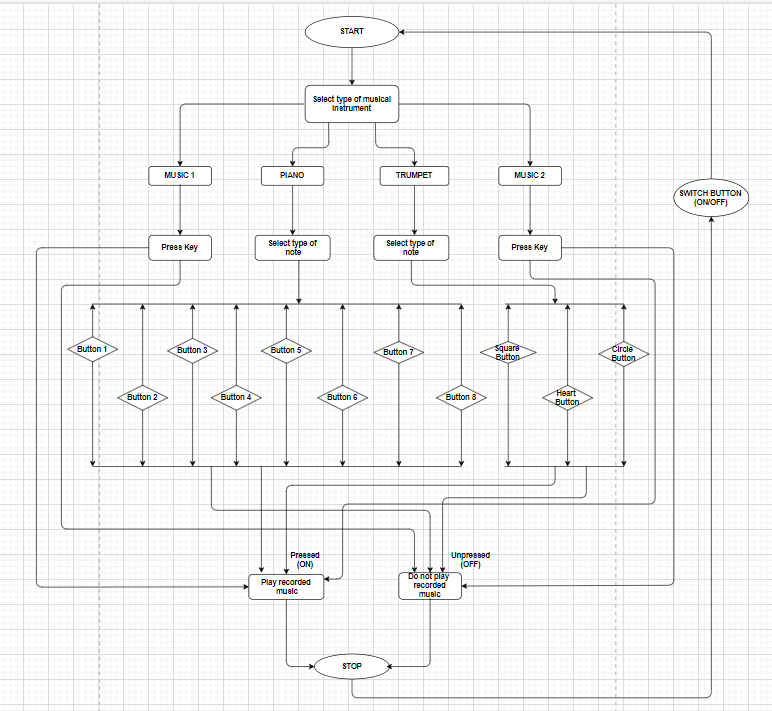 START
Select type of musical
Instrument
MUSIC 1
PIANO
TRUMPET
MUSIC 2
SWITCH BUTTON
(ON/OFF)
Press Key
Select type of
note
Select type of
note
Press Key
Button 1
Button 3
Button 5
Button 7
Square
Button
Circle
Button
Button 2
Button 4
Button 6
Button 8
Heart
Button
Pressed
(ON)
Unpressed
(OFF)
Play recorded
music
Do not play
recorded
music
STOP